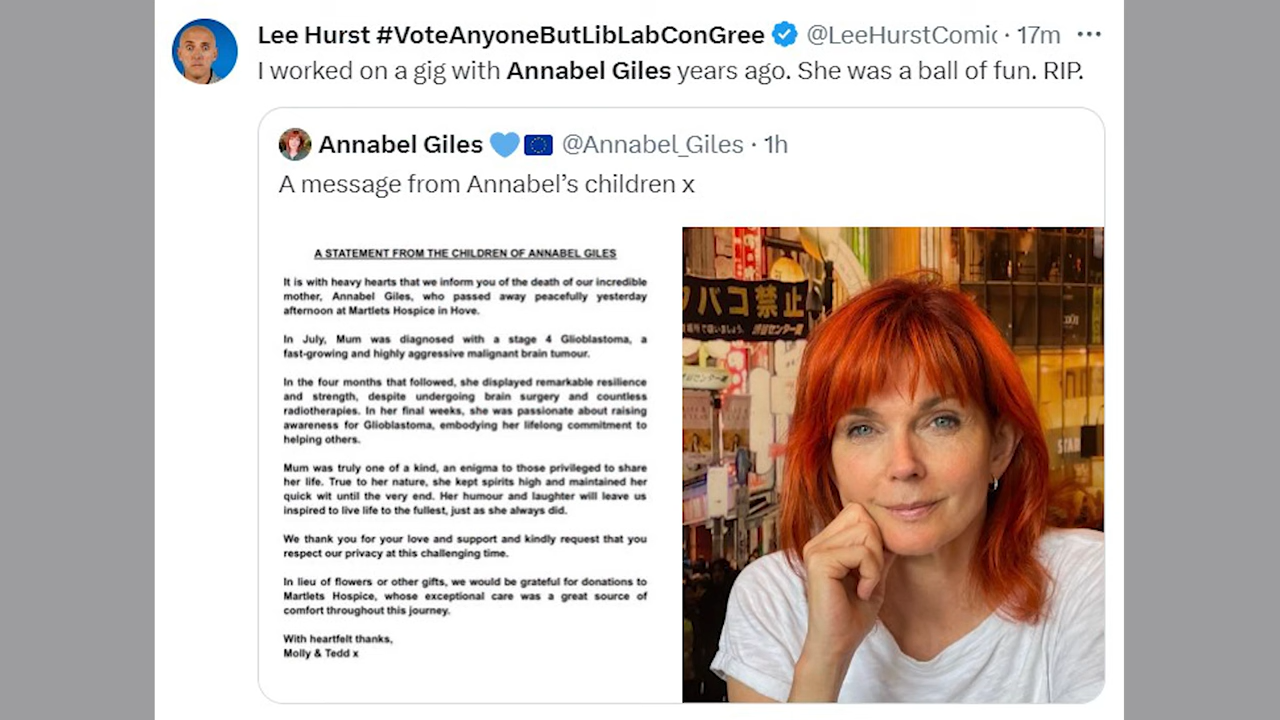 Lee Hurst #VoteAnyoneButLibLabConGree @LeeHurstComic · 17m ···
I worked on a gig with Annabel Giles years ago. She was a ball of fun. RIP.
Annabel Giles 🩵🇪🇺 @Annabel_Giles · 1h
A message from Annabel’s children x
A STATEMENT FROM THE CHILDREN OF ANNABEL GILES
It is with heavy hearts that we inform you of the death of our incredible
mother, Annabel Giles, who passed away peacefully yesterday
afternoon at Martlets Hospice in Hove.
In July, Mum was diagnosed with a stage 4 Glioblastoma, a
fast-growing and highly aggressive malignant brain tumour.
In the four months that followed, she displayed remarkable resilience
and strength, despite undergoing brain surgery and countless
radiotherapies. In her final weeks, she was passionate about raising
awareness for Glioblastoma, embodying her lifelong commitment to
helping others.
Mum was truly one of a kind, an enigma to those privileged to share
her life. True to her nature, she kept spirits high and maintained her
quick wit until the very end. Her humour and laughter will leave us
inspired to live life to the fullest, just as she always did.
We thank you for your love and support and kindly request that you
respect our privacy at this challenging time.
In lieu of flowers or other gifts, we would be grateful for donations to
Martlets Hospice, whose exceptional care was a great source of
comfort throughout this journey.
With heartfelt thanks,
Molly & Tedd x
タバコ禁止